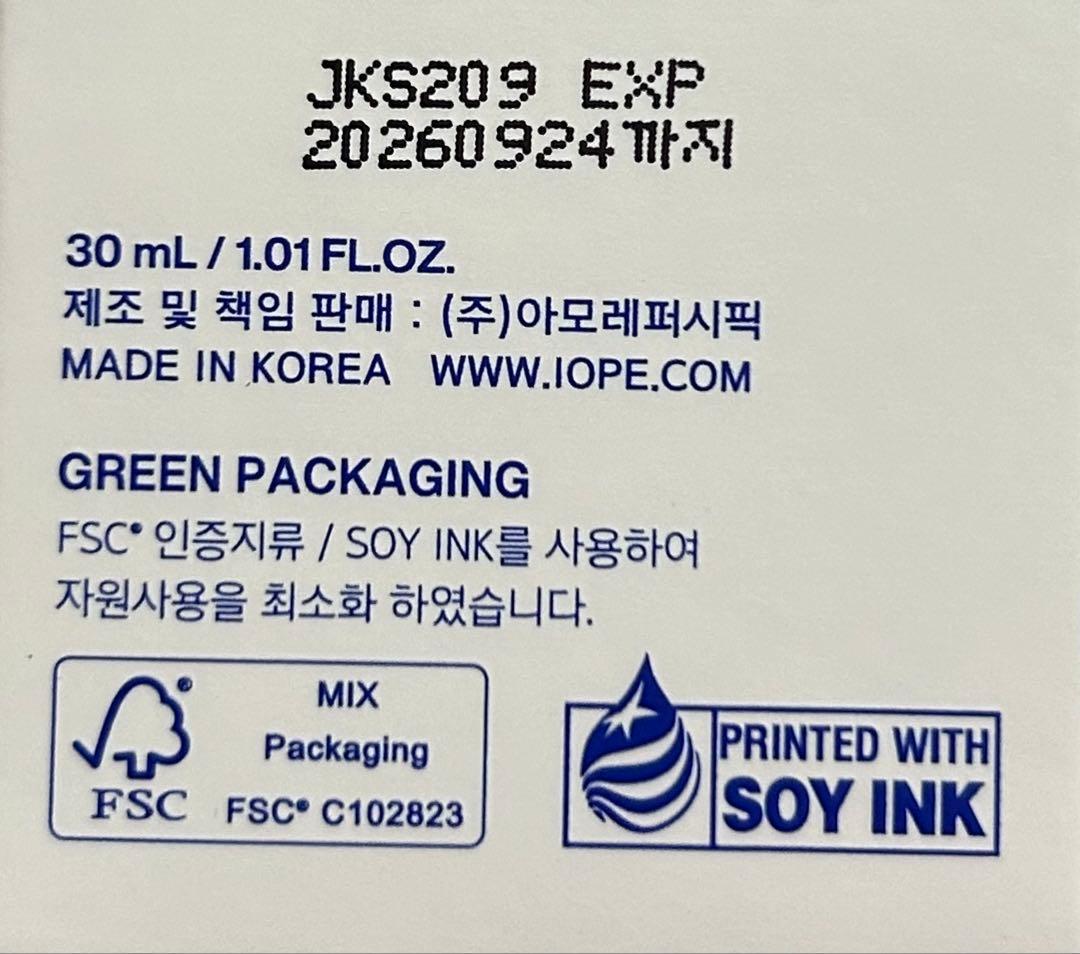 JKS209 EXP
20260924까지
30 mL / 1.01 FL.OZ.
제조 및 책임 판매 : (주)아모레퍼시픽
MADE IN KOREA WWW.IOPE.COM
GREEN PACKAGING
FSC® 인증지류 / SOY INK를 사용하여
자원사용을 최소화 하였습니다.
MIX
Packaging
FSC FSC® C102823
PRINTED WITH
SOY INK